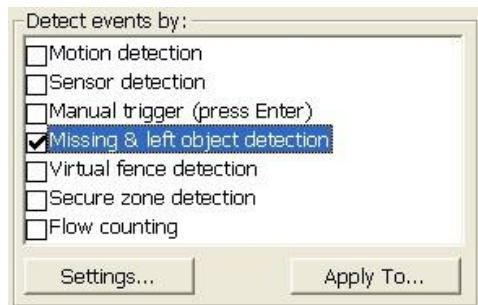 Detect events by:
Motion detection
Sensor detection
Manual trigger (press Enter)
Missing & left object detection
Virtual fence detection
Secure zone detection
Flow counting
Settings... Apply To...